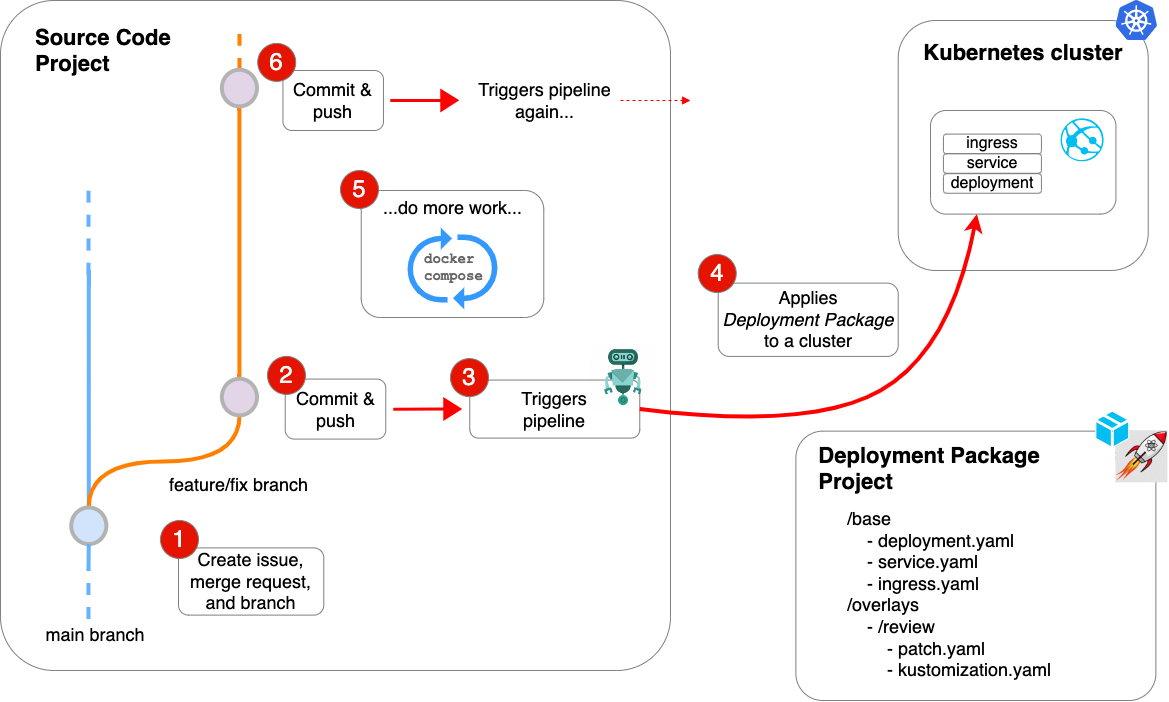 Source Code
Project
6
Commit &
push
Triggers pipeline
again...
5
...do more work...
docker
compose
2
Commit &
push
3
Triggers
pipeline
feature/fix branch
1
Create issue,
merge request,
and branch
main branch
4
Applies
Deployment Package
to a cluster
Kubernetes cluster
ingress
service
deployment
Deployment Package
Project
/base
- deployment.yaml
- service.yaml
- ingress.yaml
/overlays
- /review
- patch.yaml
- kustomization.yaml